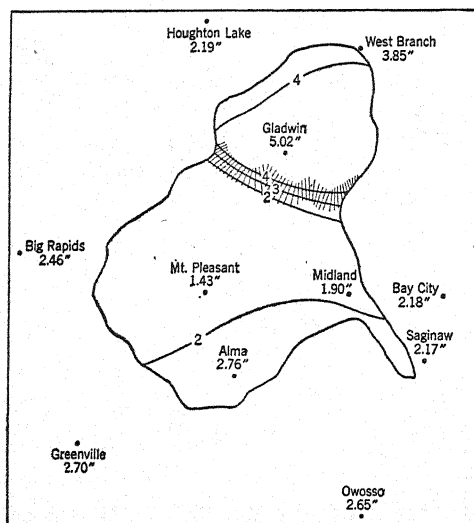 Houghton Lake
2.19"
West Branch
3.85"
4
Gladwin
5.02"
4
3
2
Big Rapids
2.46"
Mt. Pleasant
1.43"
Midland
1.90"
Bay City
2.18"
2
Saginaw
2.17"
Alma
2.76"
Greenville
2.70"
Owosso
2.65"